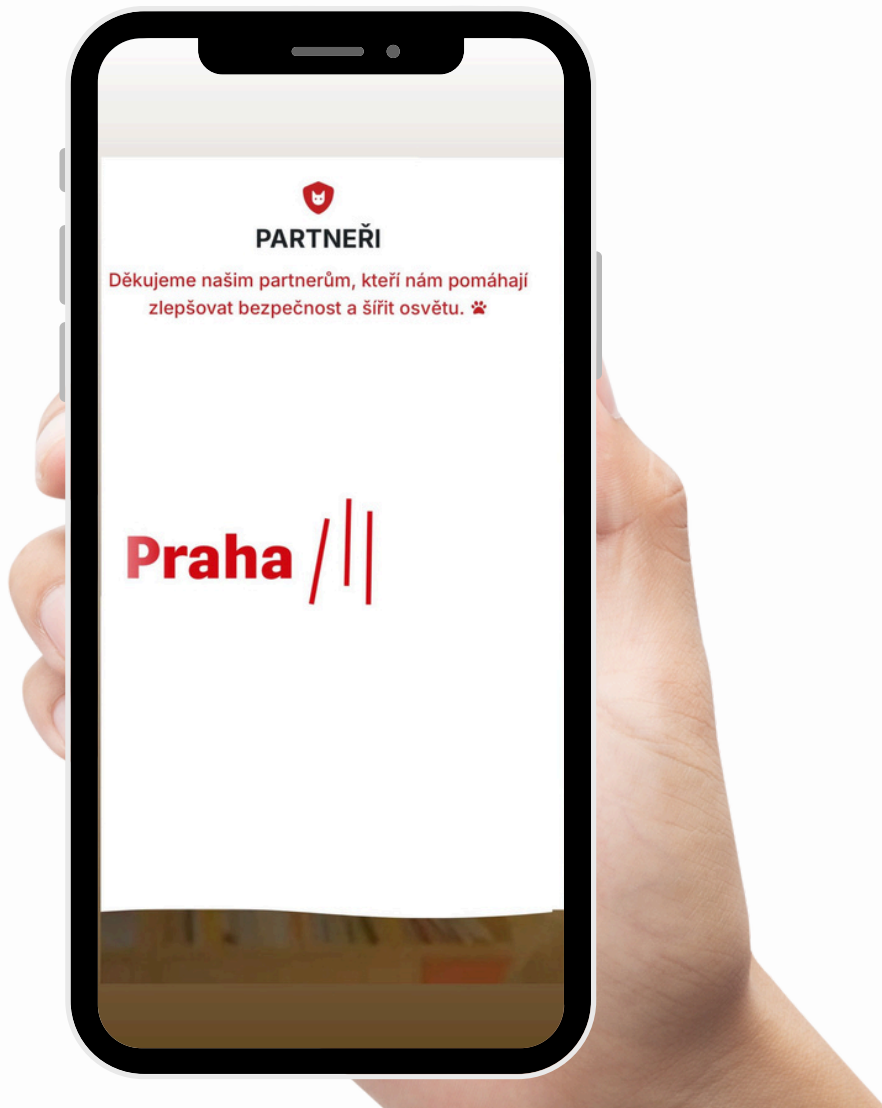 PARTNEŘI
Děkujeme našim partnerům, kteří nám pomáhají
zlepšovat bezpečnost a šířit osvětu.
Praha